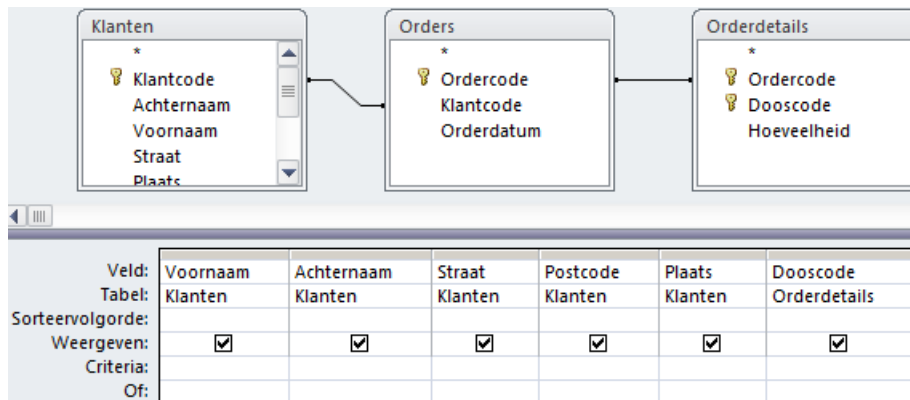 Klanten
*
Klantcode
Achternaam
Voornaam
Straat
Plaats
Orders
*
Ordercode
Klantcode
Orderdatum
Orderdetails
*
Ordercode
Dooscode
Hoeveelheid
Veld: Voornaam Achternaam Straat Postcode Plaats Dooscode
Tabel: Klanten Klanten Klanten Klanten Klanten Orderdetails
Sorteervolgorde:
Weergeven:
Criteria:
Of: